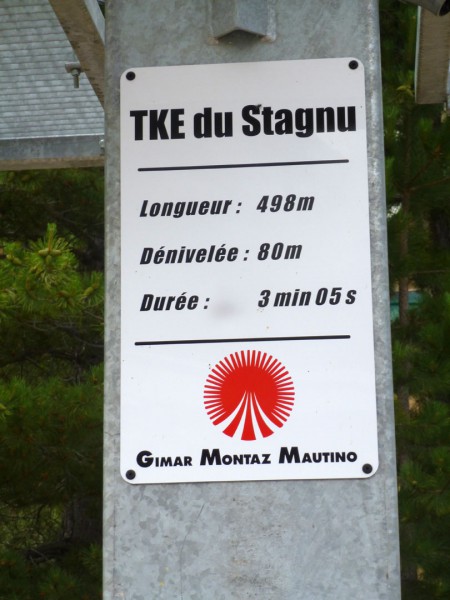 TKE du Stagnu
Longueur : 498m
Dénivelée : 80m
Durée : 3 min 05 s
GIMAR MONTAZ MAUTINO